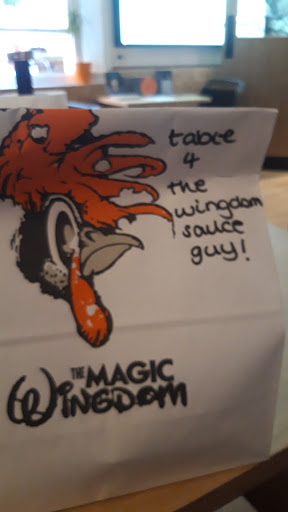 table
4
the
wingdom
sauce
guy!
THE MAGIC
WINGDOM